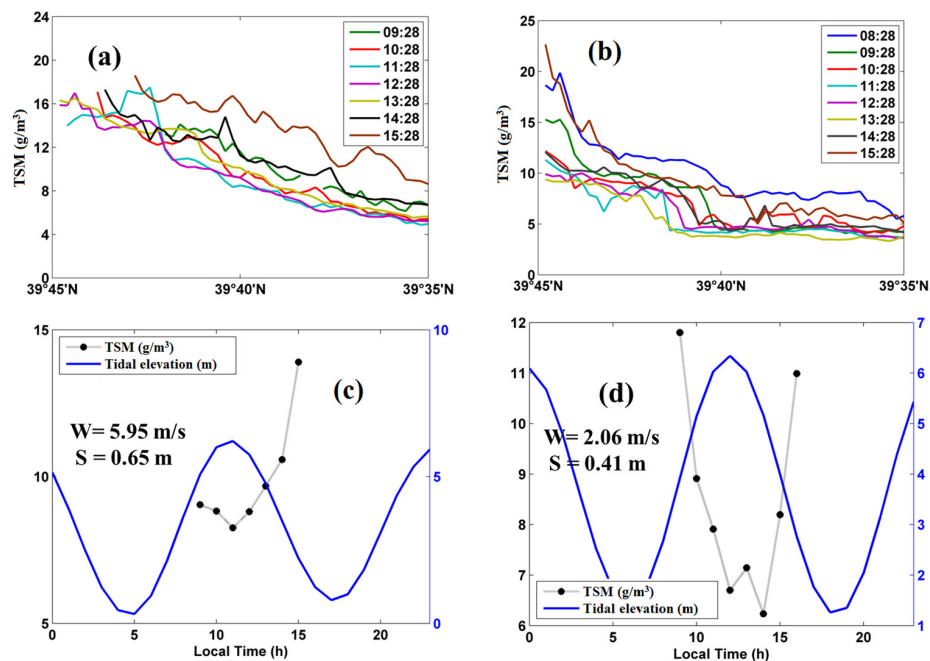 (a)
TSM (g/m³)
24
20
16
12
8
4
0
39°45'N
39°40'N
39°35'N
09:28
10:28
11:28
12:28
13:28
14:28
15:28
(b)
TSM (g/m³)
25
20
15
10
5
0
39°45'N
39°40'N
39°35'N
08:28
09:28
10:28
11:28
12:28
13:28
14:28
15:28
(c)
TSM (g/m³)
Tidal elevation (m)
W= 5.95 m/s
S = 0.65 m
15
10
5
10
5
0
0
5
10
15
20
Local Time (h)
(d)
W= 2.06 m/s
S = 0.41 m
TSM (g/m³)
Tidal elevation (m)
12
11
10
9
8
7
6
7
6
5
4
3
2
1
0
5
10
15
20
Local Time (h)